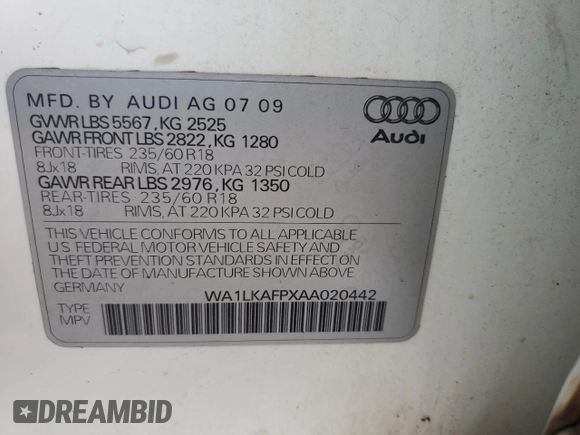 MFD. BY AUDI AG 07 09
GVWR LBS 5567, KG 2525
GAWR FRONT LBS 2822, KG 1280
FRONT-TIRES 235/60 R18
8Jx18 RIMS, AT 220 KPA 32 PSI COLD
GAWR REAR LBS 2976, KG 1350
REAR-TIRES 235/60 R18
8Jx18 RIMS, AT 220 KPA 32 PSI COLD
Audi
THIS VEHICLE CONFORMS TO ALL APPLICABLE
U.S. FEDERAL MOTOR VEHICLE SAFETY AND
THEFT PREVENTION STANDARDS IN EFFECT ON
THE DATE OF MANUFACTURE SHOWN ABOVE.
GERMANY WA1LKAFPXAA020442
TYPE
MPV
DREAMBID